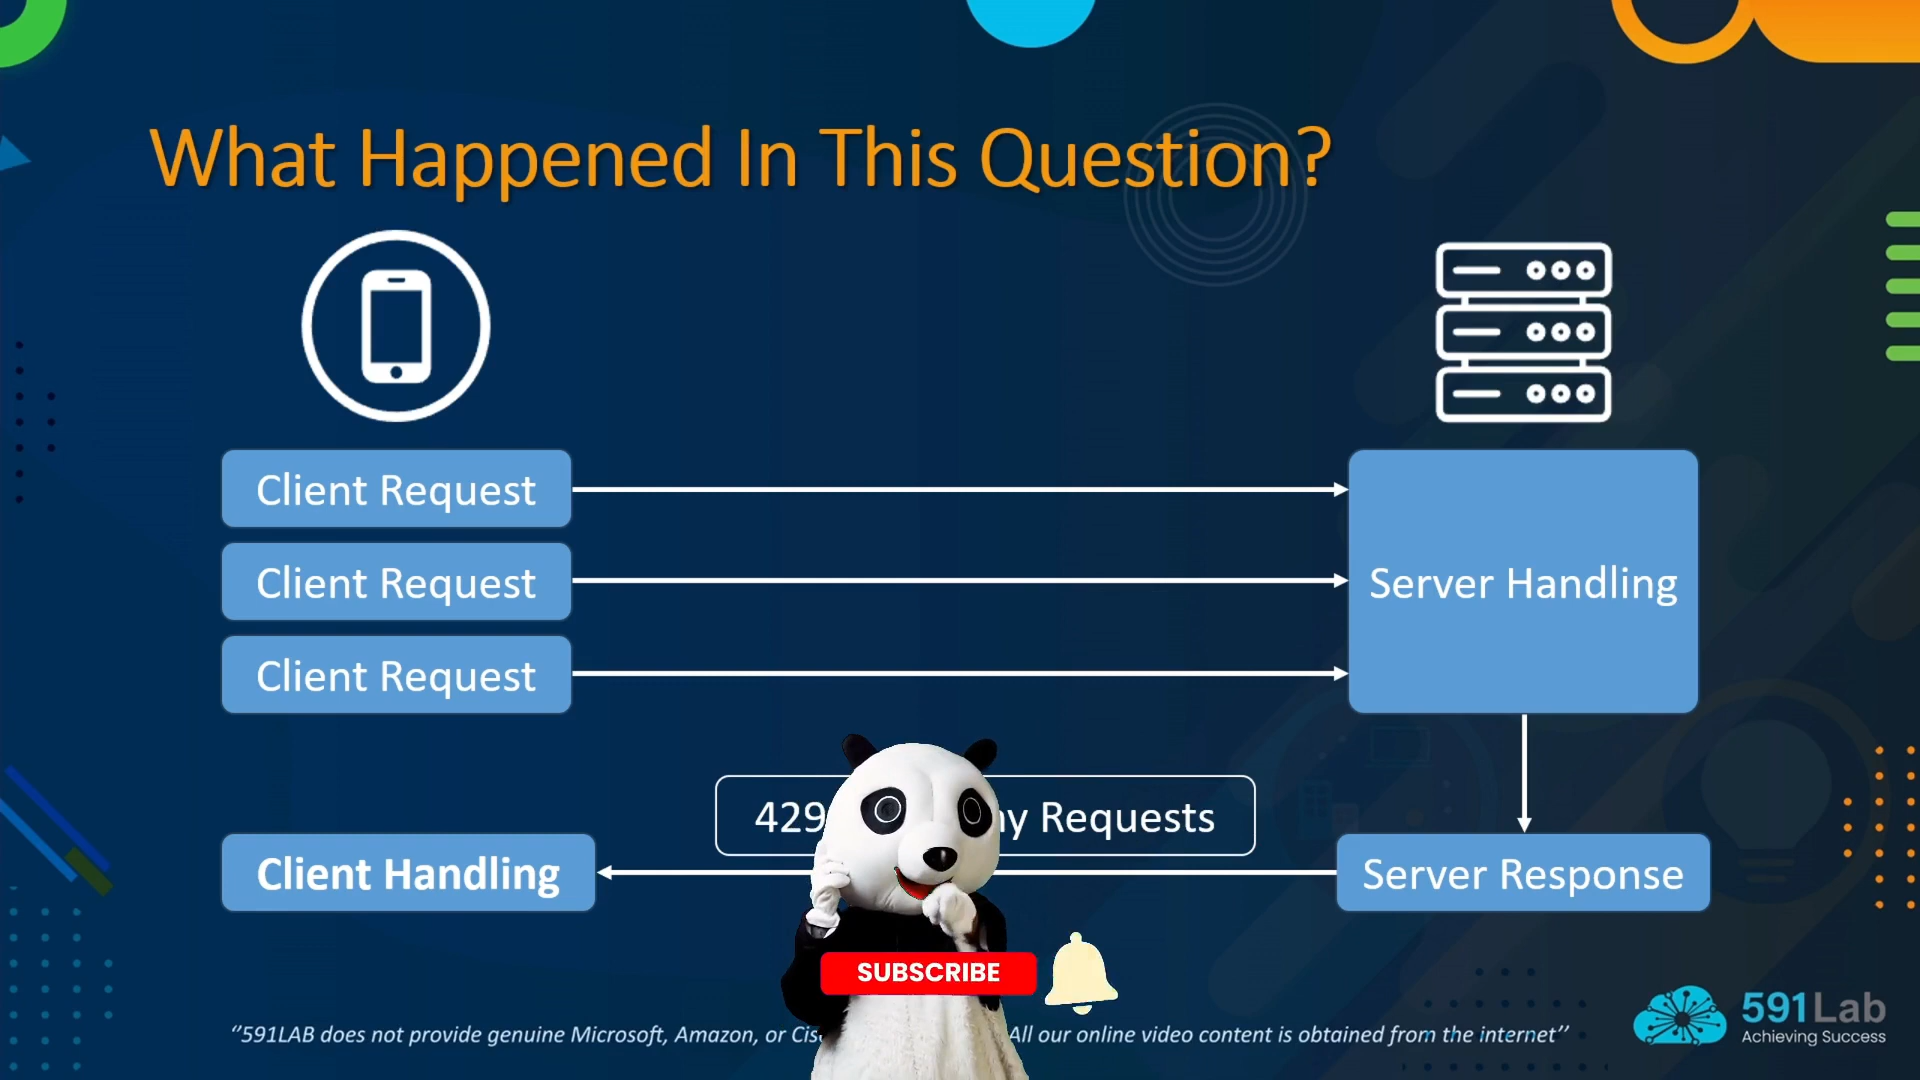 What Happened In This Question?
Client Request
Client Request
Server Handling
Client Request
429 Requests
Client Handling
Server Response
SUBSCRIBE
‘‘591LAB does not provide genuine Microsoft, Amazon, or All our online video content is obtained from the internet’’
591Lab
Achieving Success